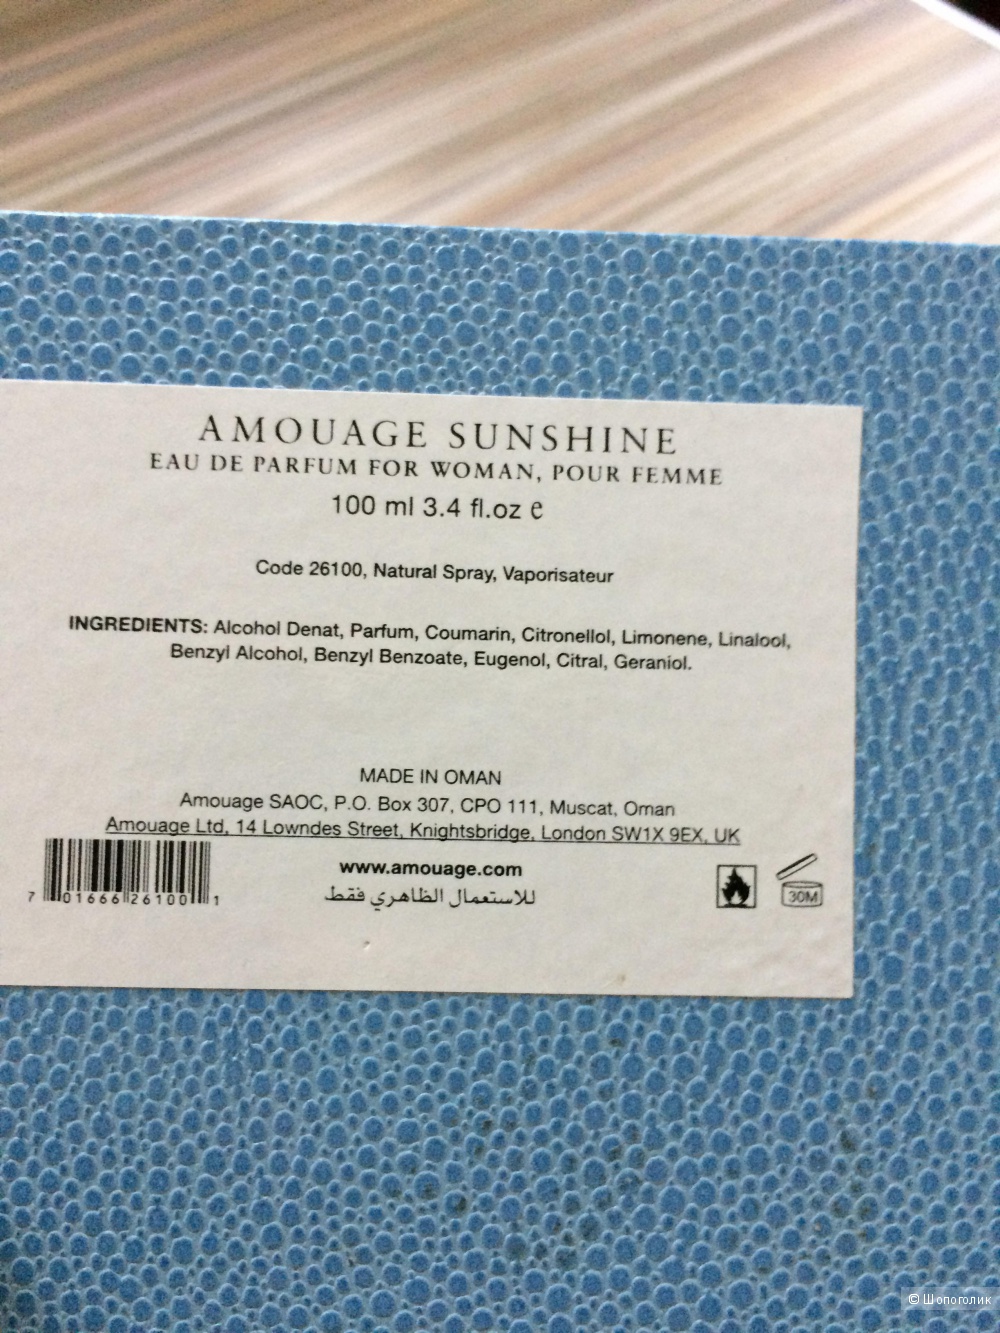 AMOUAGE SUNSHINE
EAU DE PARFUM FOR WOMAN, POUR FEMME
100 ml 3.4 fl.oz e
Code 26100, Natural Spray, Vaporisateur
INGREDIENTS: Alcohol Denat, Parfum, Coumarin, Citronellol, Limonene, Linalool,
Benzyl Alcohol, Benzyl Benzoate, Eugenol, Citral, Geraniol.
MADE IN OMAN
Amouage SAOC, P.O. Box 307, CPO 111, Muscat, Oman
Amouage Ltd, 14 Lowndes Street, Knightsbridge, London SW1X 9EX, UK
www.amouage.com
للاستعمال الظاهري فقط
7 01666 26100 1
30M
© Шопоголик